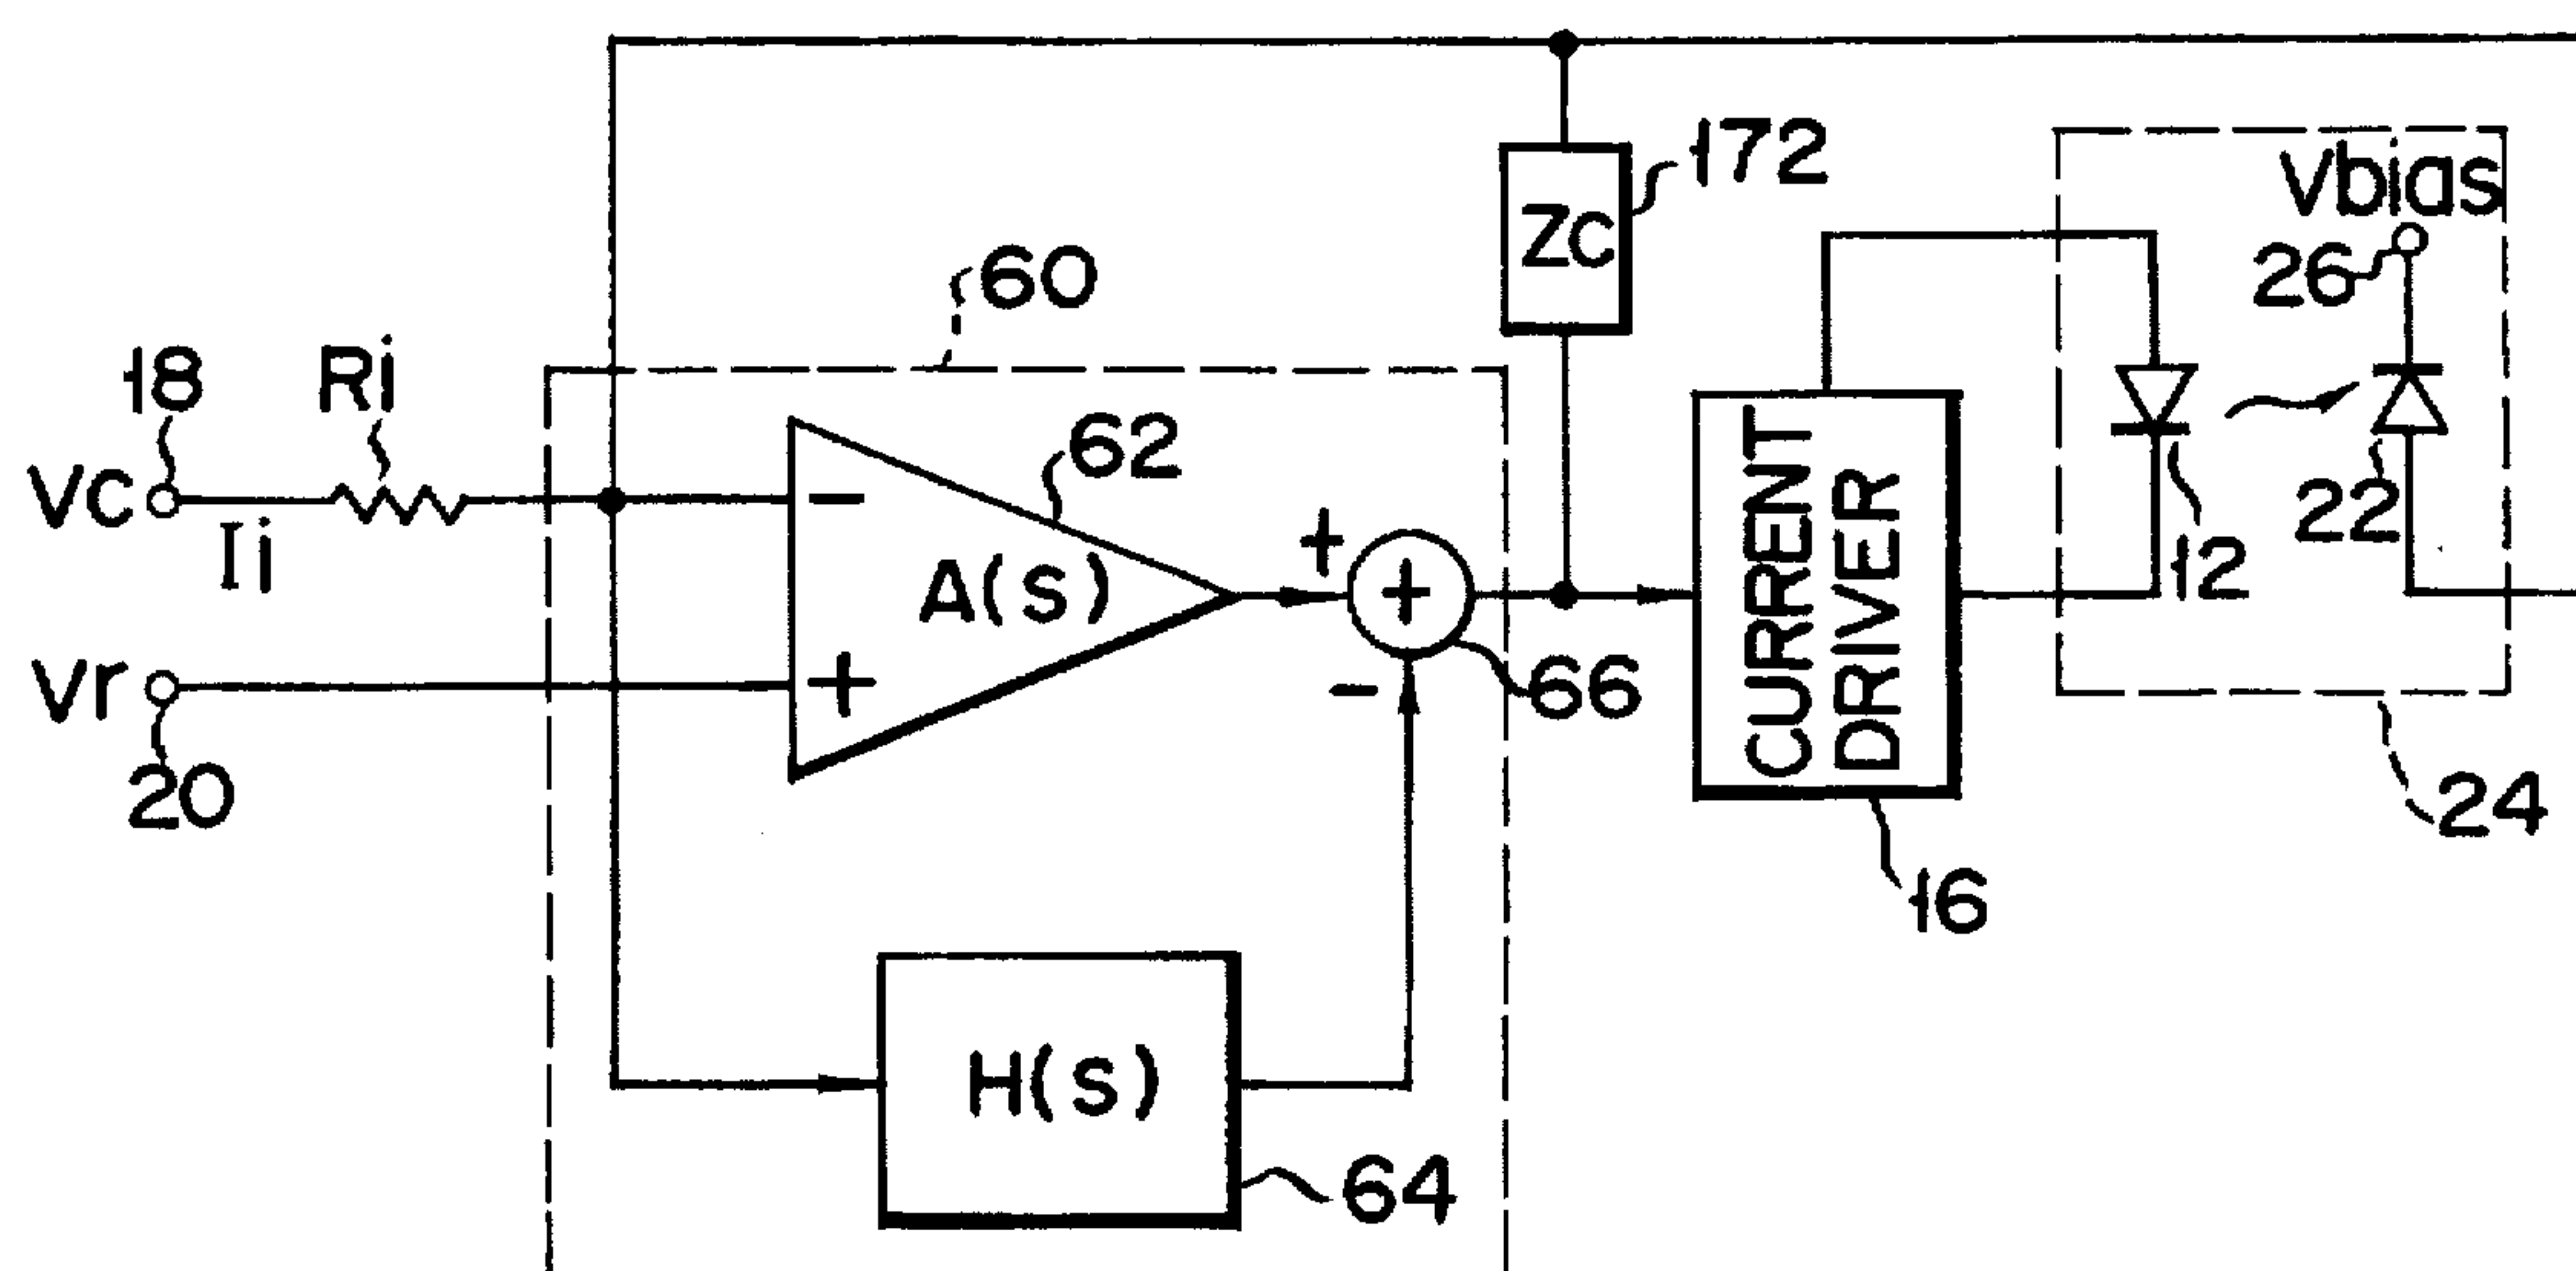 172
Zc
Vbias
26
60
18
Ri
62
Vc
Ii
-
+
A(S)
+
CURRENT
DRIVER
22
12
Vr
+
-
66
20
24
16
H(S)
64